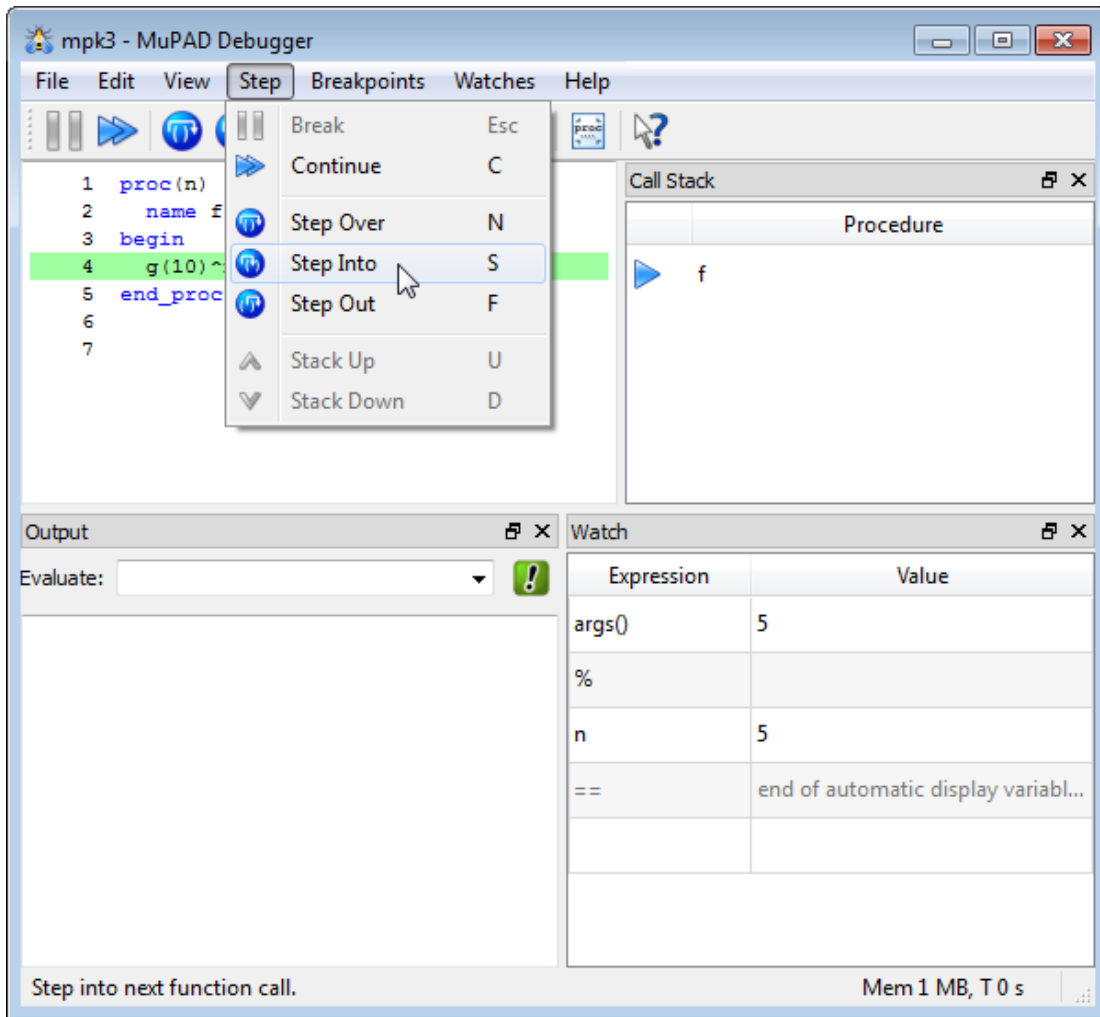 mpk3 - MuPAD Debugger
File Edit View Step Breakpoints Watches Help
proc
Break Esc
Continue C
Step Over N
Step Into S
Step Out F
Stack Up U
Stack Down D
1 proc(n)
2 name f
3 begin
4 g(10)^
5 end_proc
6
7
Call Stack
Procedure
f
Output
Evaluate:
Watch
Expression Value
args() 5
%
n 5
== end of automatic display variabl...
Step into next function call.
Mem 1 MB, T 0 s